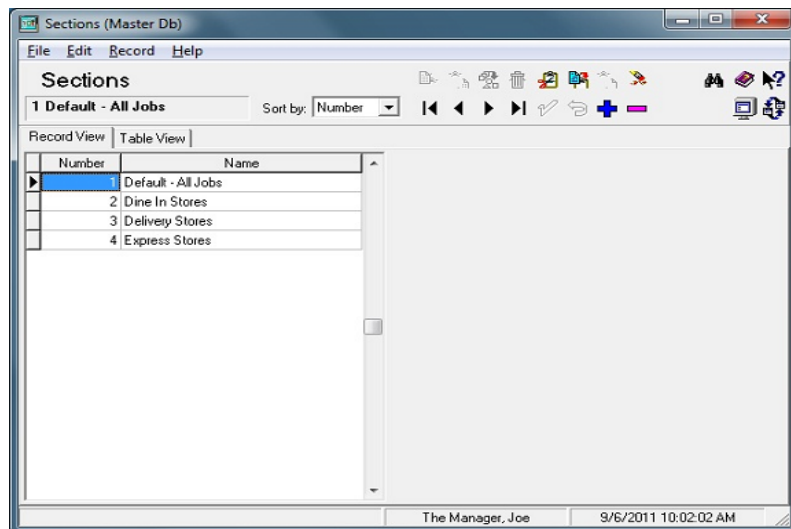 Sections (Master Db)
File Edit Record Help
Sections
1 Default - All Jobs Sort by: Number
Record View Table View
Number Name
1 Default - All Jobs
2 Dine In Stores
3 Delivery Stores
4 Express Stores
The Manager, Joe 9/6/2011 10:02:02 AM